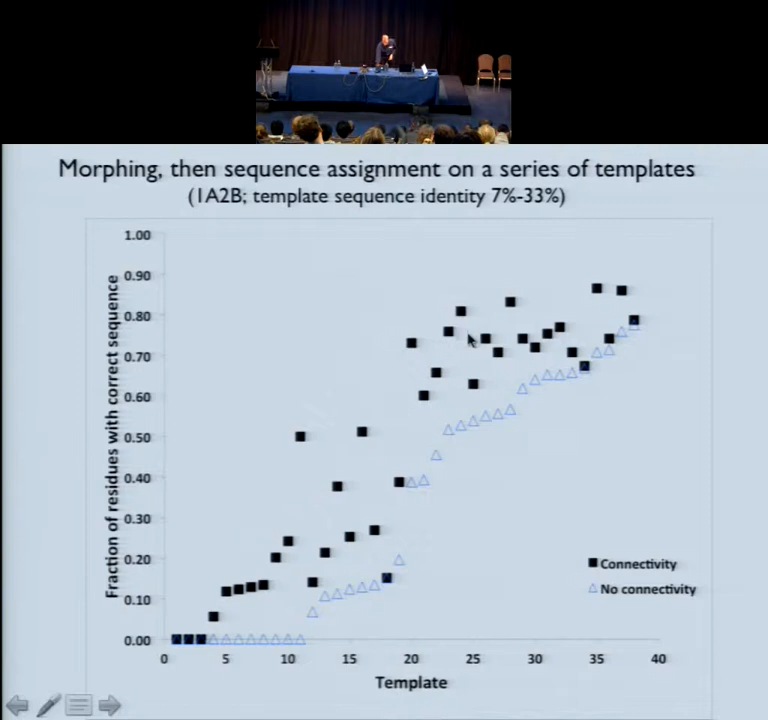 Morphing, then sequence assignment on a series of templates
(1A2B; template sequence identity 7%-33%)
1.00
0.90
0.80
0.70
0.60
0.50
0.40
0.30
0.20
0.10
0.00
Fraction of residues with correct sequence
Connectivity
No connectivity
0 5 10 15 20 25 30 35 40
Template